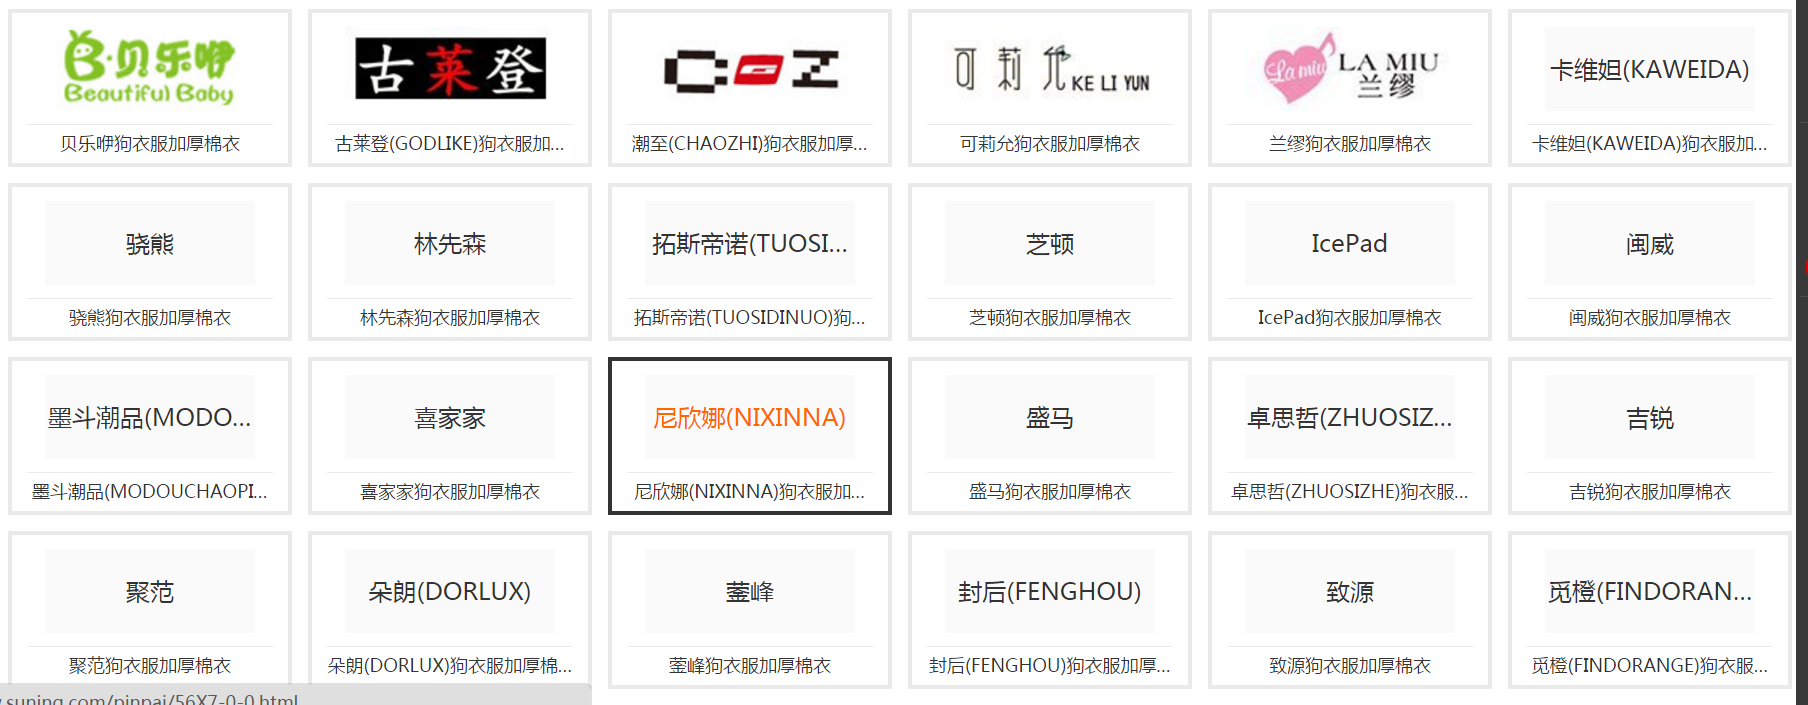 B·贝乐咿
Beautiful Baby
贝乐咿狗衣服加厚棉衣
古莱登
古莱登(GODLIKE)狗衣服加...
潮至(CHAOZHI)狗衣服加厚...
可莉允 KE LI YUN
可莉允狗衣服加厚棉衣
La miu
LA MIU
兰缪
兰缪狗衣服加厚棉衣
卡维妲(KAWEIDA)
卡维妲(KAWEIDA)狗衣服加...
骁熊
骁熊狗衣服加厚棉衣
林先森
林先森狗衣服加厚棉衣
拓斯帝诺(TUOSI...
拓斯帝诺(TUOSIDINUO)狗...
芝顿
芝顿狗衣服加厚棉衣
IcePad
IcePad狗衣服加厚棉衣
闽威
闽威狗衣服加厚棉衣
墨斗潮品(MODO...
墨斗潮品(MODOUCHAOPI...
喜家家
喜家家狗衣服加厚棉衣
尼欣娜(NIXINNA)
尼欣娜(NIXINNA)狗衣服加...
盛马
盛马狗衣服加厚棉衣
卓思哲(ZHUOSIZ...
卓思哲(ZHUOSIZHE)狗衣服...
吉锐
吉锐狗衣服加厚棉衣
聚范
聚范狗衣服加厚棉衣
朵朗(DORLUX)
朵朗(DORLUX)狗衣服加厚棉...
蓥峰
蓥峰狗衣服加厚棉衣
封后(FENGHOU)
封后(FENGHOU)狗衣服加厚...
致源
致源狗衣服加厚棉衣
觅橙(FINDORAN...
觅橙(FINDORANGE)狗衣服...
.suning.com/pinpai/56X7-0-0.html